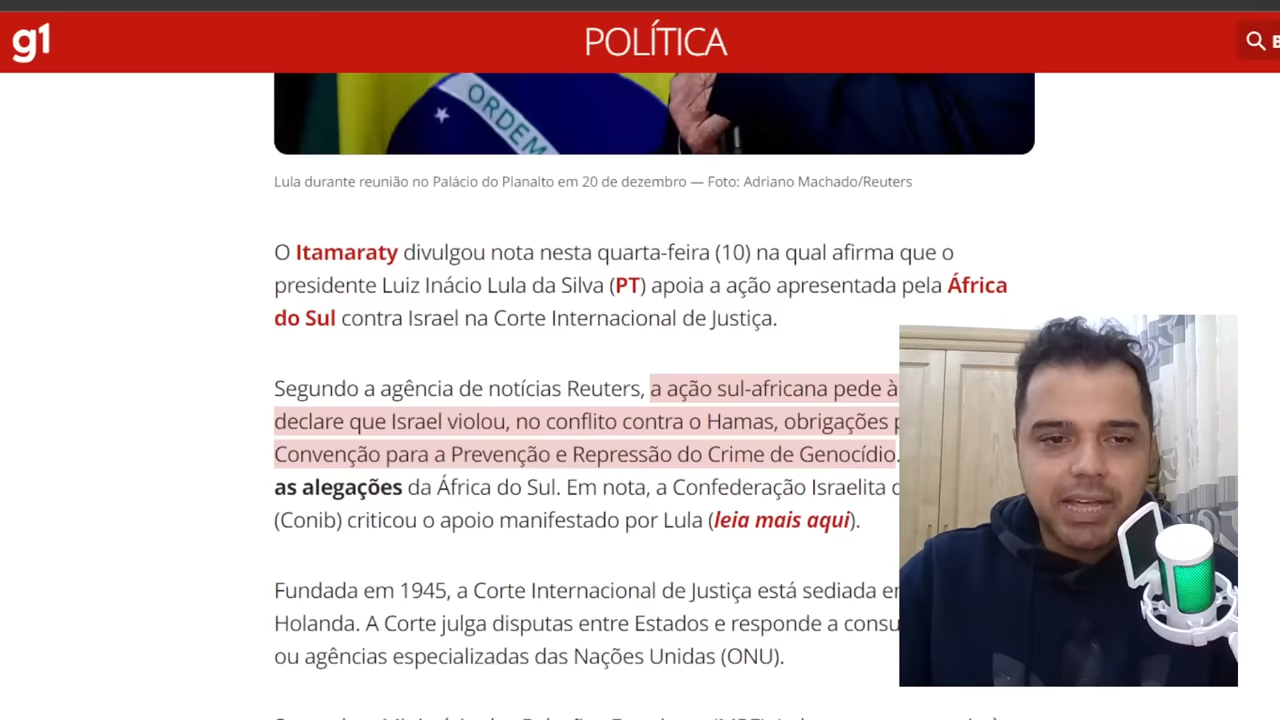 g1
POLÍTICA
ORDEM
Lula durante reunião no Palácio do Planalto em 20 de dezembro — Foto: Adriano Machado/Reuters
O Itamaraty divulgou nota nesta quarta-feira (10) na qual afirma que o
presidente Luiz Inácio Lula da Silva (PT) apoia a ação apresentada pela África
do Sul contra Israel na Corte Internacional de Justiça.
Segundo a agência de notícias Reuters, a ação sul-africana pede à
declare que Israel violou, no conflito contra o Hamas, obrigações
Convenção para a Prevenção e Repressão do Crime de Genocídio.
as alegações da África do Sul. Em nota, a Confederação Israelita
(Conib) criticou o apoio manifestado por Lula (leia mais aqui).
Fundada em 1945, a Corte Internacional de Justiça está sediada
Holanda. A Corte julga disputas entre Estados e responde a
ou agências especializadas das Nações Unidas (ONU).